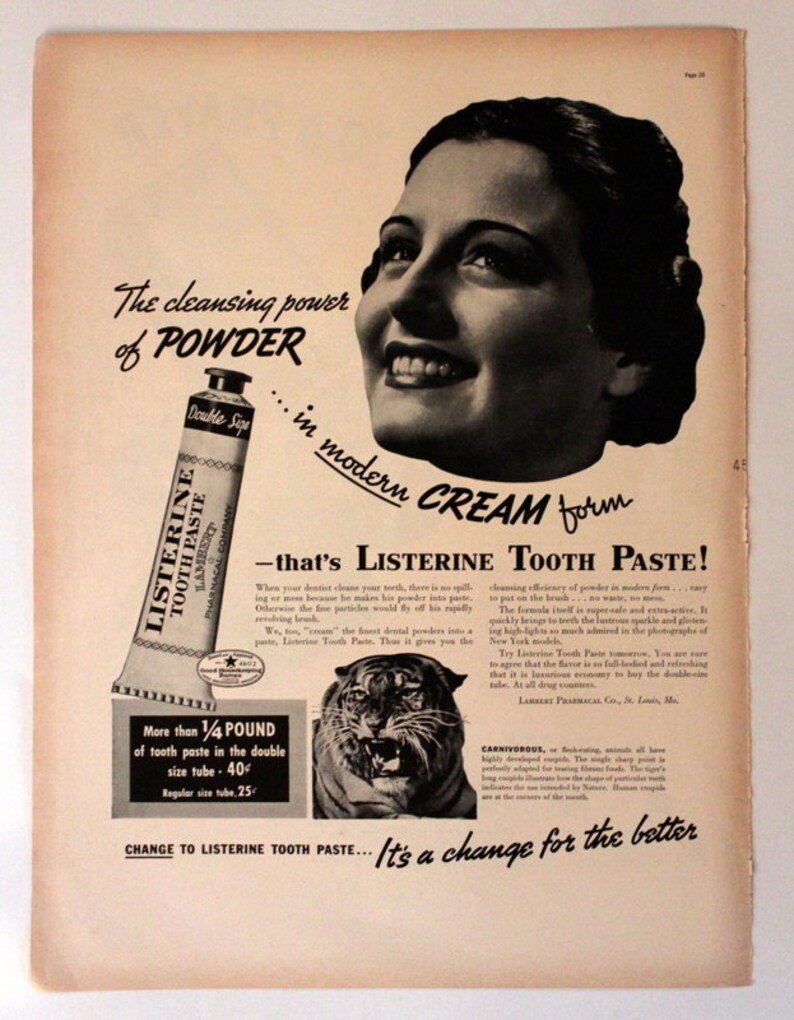 Page 29
The cleansing power
of POWDER
...in modern CREAM form
Double Size
LISTERINE
TOOTH PASTE
LAMBERT
PHARMACAL COMPANY
—that's LISTERINE TOOTH PASTE!
When your dentist cleans your teeth, there is no spill-
ing or mess because he makes his powder into paste.
Otherwise the fine particles would fly off his rapidly
revolving brush.
We, too, "cream" the finest dental powders into a
paste, Listerine Tooth Paste. Thus it gives you the
cleansing efficiency of powder in modern form . . . easy
to put on the brush . . . no waste, no mess.
The formula itself is super-safe and extra-active. It
quickly brings to teeth the lustrous sparkle and glisten-
ing high-lights so much admired in the photographs of
New York models.
Try Listerine Tooth Paste tomorrow. You are sure
to agree that the flavor is so full-bodied and refreshing
that it is luxurious economy to buy the double-size
tube. At all drug counters.
LAMBERT PHARMACAL CO., St. Louis, Mo.
4692
Good Housekeeping
Bureau
More than 1/4 POUND
of tooth paste in the double
size tube - 40¢
Regular size tube, 25¢
CARNIVOROUS, or flesh-eating, animals all have
highly developed cuspids. The single sharp point is
perfectly adapted for tearing fibrous foods. The tiger's
long cuspids illustrate how the shape of particular teeth
indicates the use intended by Nature. Human cuspids
are at the corners of the mouth.
CHANGE TO LISTERINE TOOTH PASTE... It's a change for the better
45